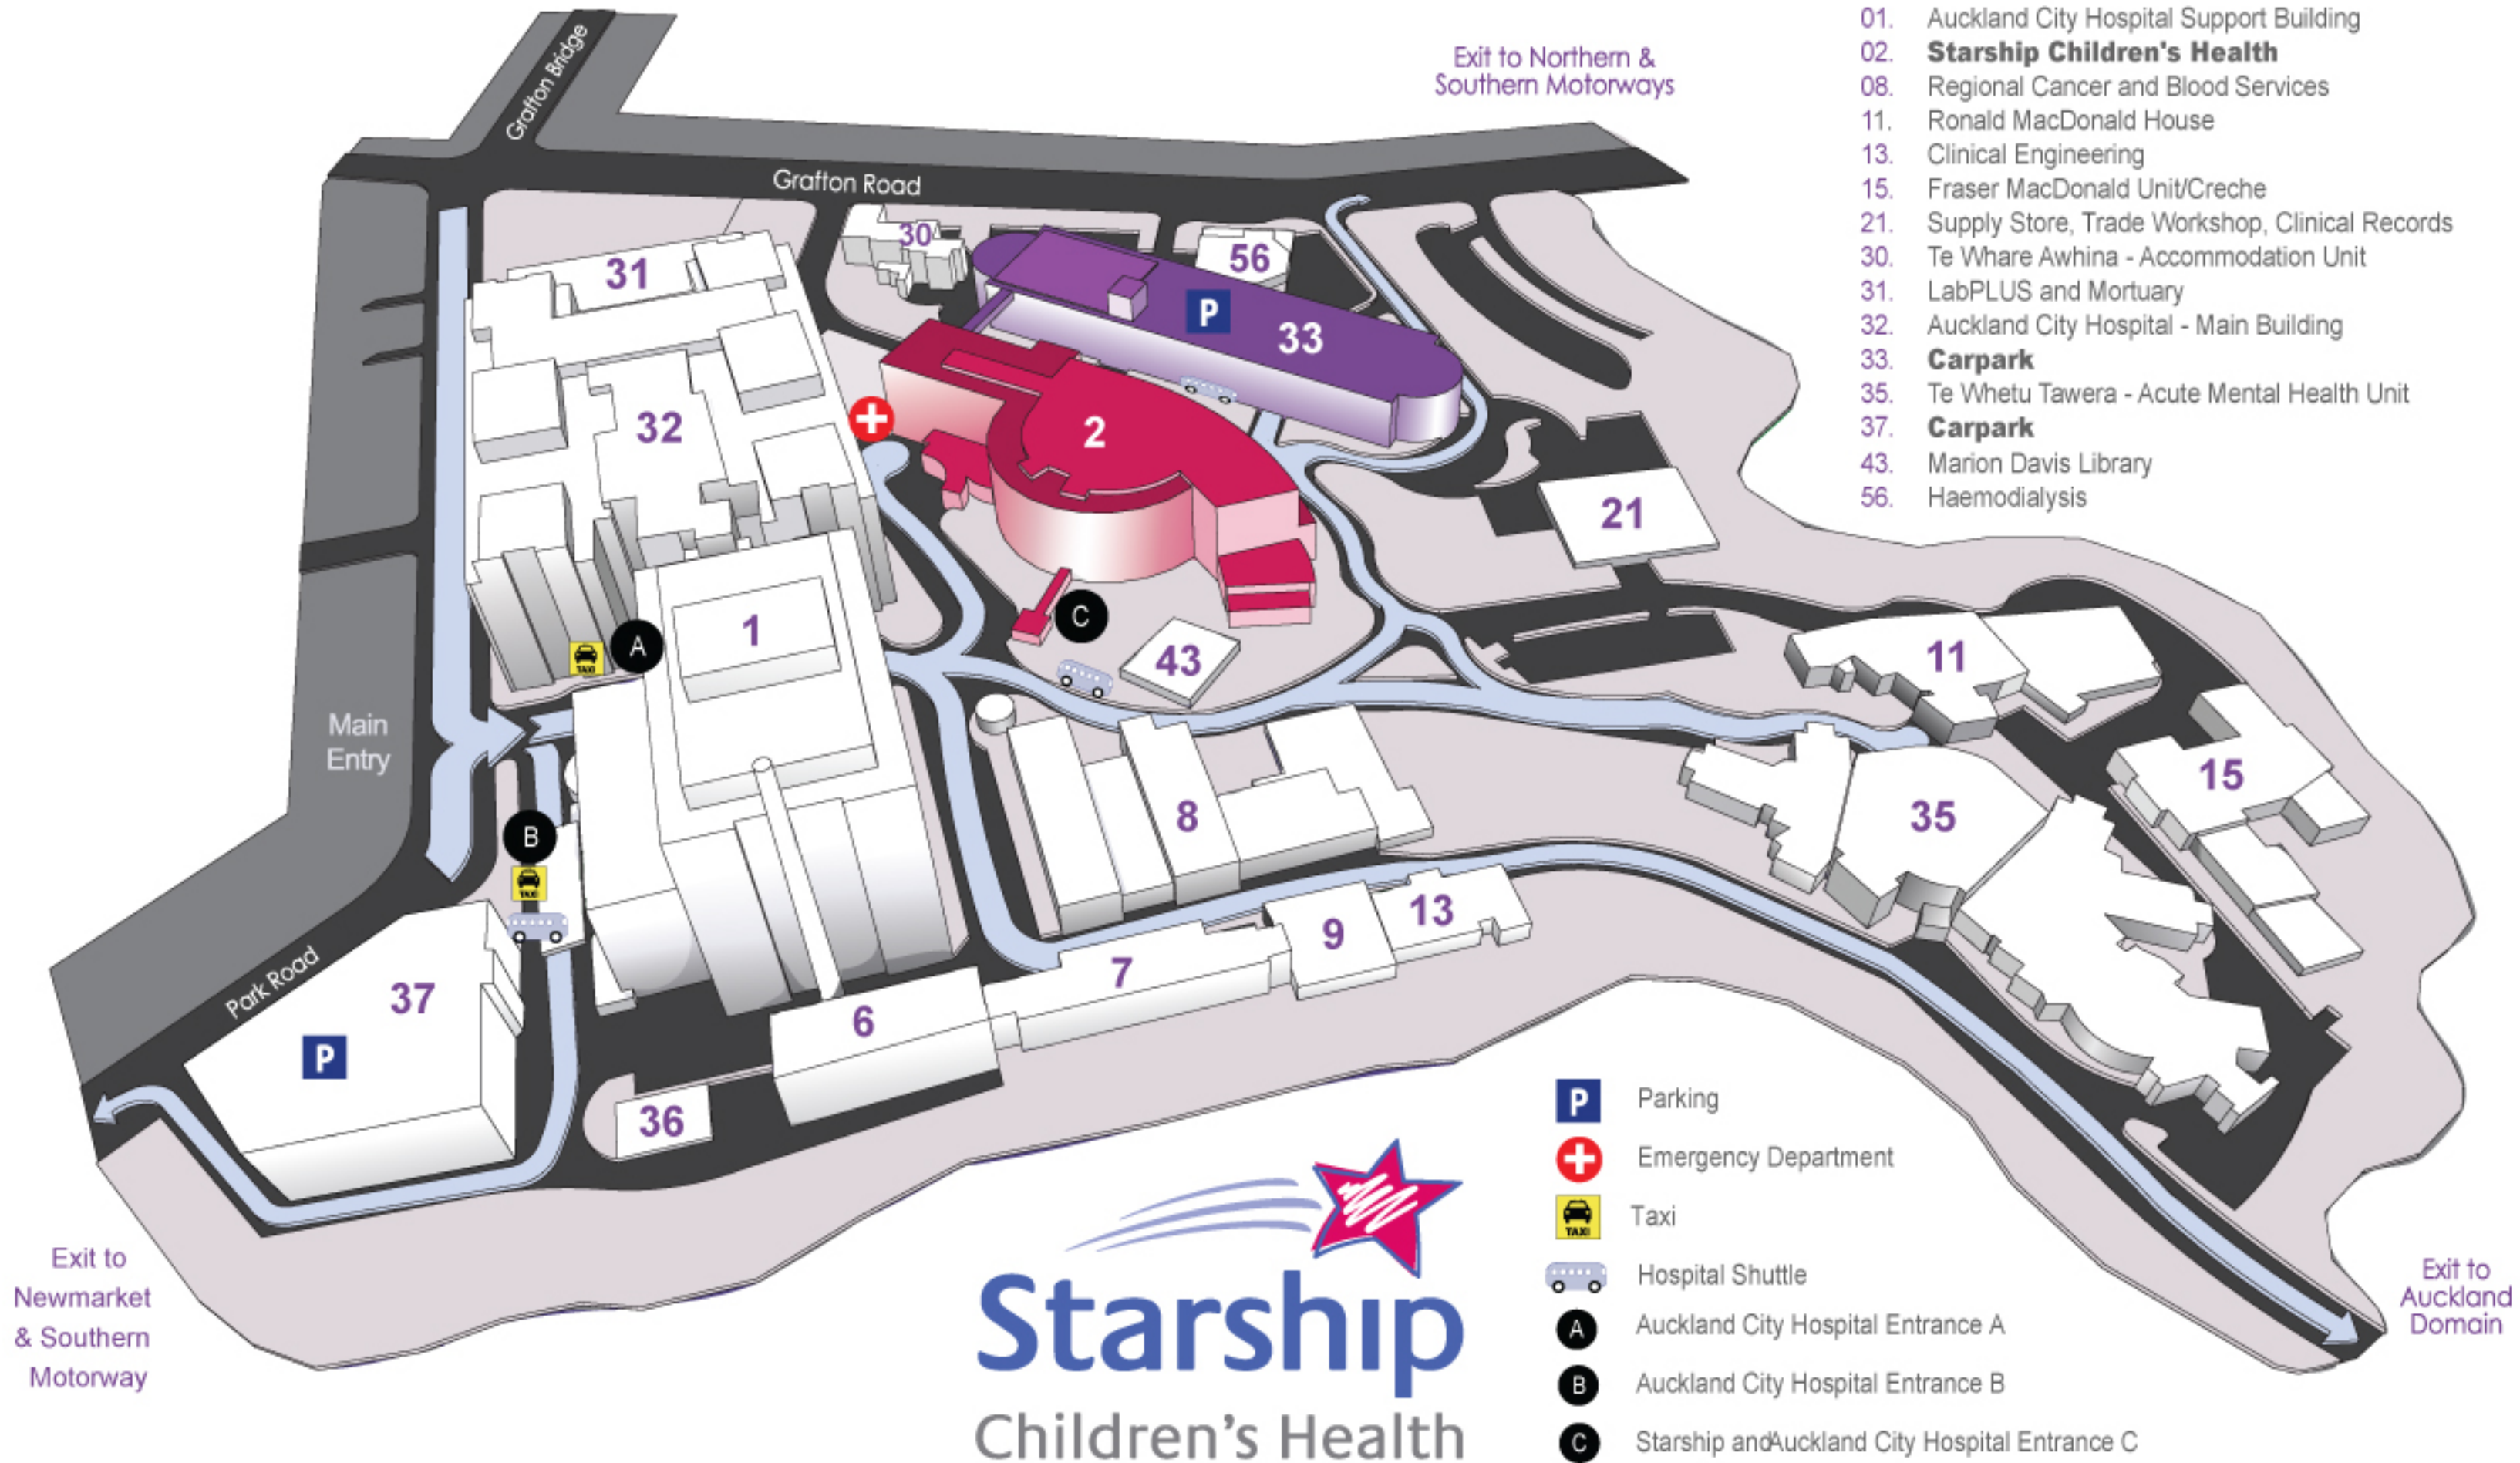 01. Auckland City Hospital Support Building
02. Starship Children's Health
08. Regional Cancer and Blood Services
11. Ronald MacDonald House
13. Clinical Engineering
15. Fraser MacDonald Unit/Creche
21. Supply Store, Trade Workshop, Clinical Records
30. Te Whare Awhina - Accommodation Unit
31. LabPLUS and Mortuary
32. Auckland City Hospital - Main Building
33. Carpark
35. Te Whetu Tawera - Acute Mental Health Unit
37. Carpark
43. Marion Davis Library
56. Haemodialysis
Exit to Northern &
Southern Motorways
Grafton Bridge
Grafton Road
30
31
56
P
33
32
2
21
1
TAXI
A
C
43
11
Main
Entry
15
8
35
B
TAXI
9
13
7
Park Road
37
6
P
36
Exit to
Newmarket
& Southern
Motorway
Starship
Children's Health
P Parking
Emergency Department
TAXI Taxi
Hospital Shuttle
A Auckland City Hospital Entrance A
B Auckland City Hospital Entrance B
C Starship andAuckland City Hospital Entrance C
Exit to
Auckland
Domain